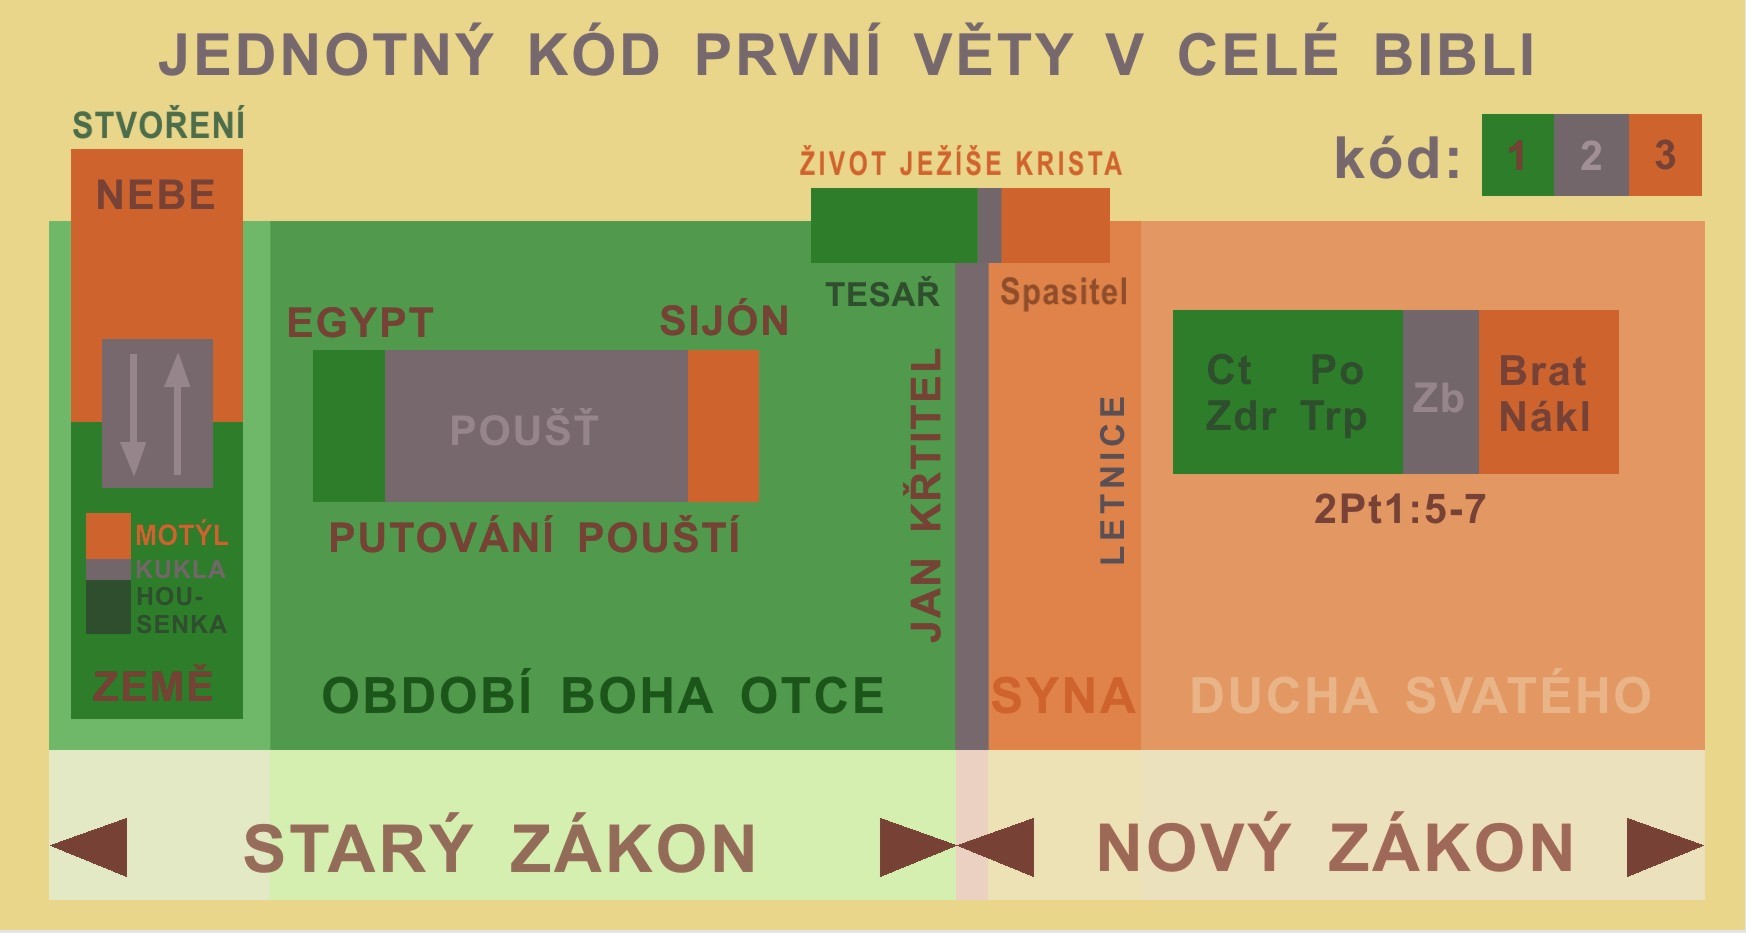 JEDNOTNÝ KÓD PRVNÍ VĚTY V CELÉ BIBLI
STVOŘENÍ
NEBE
MOTÝL
KUKLA
HOU-
SENKA
ZEMĚ
EGYPT
SIJÓN
POUŠŤ
PUTOVÁNÍ POUŠTÍ
ŽIVOT JEŽÍŠE KRISTA
TESAŘ
Spasitel
JAN KŘTITEL
LETNICE
kód: 1 2 3
Ct Po
Zdr Trp
Zb
Brat
Nákl
2Pt1:5-7
OBDOBÍ BOHA OTCE
SYNA
DUCHA SVATÉHO
STARÝ ZÁKON
NOVÝ ZÁKON